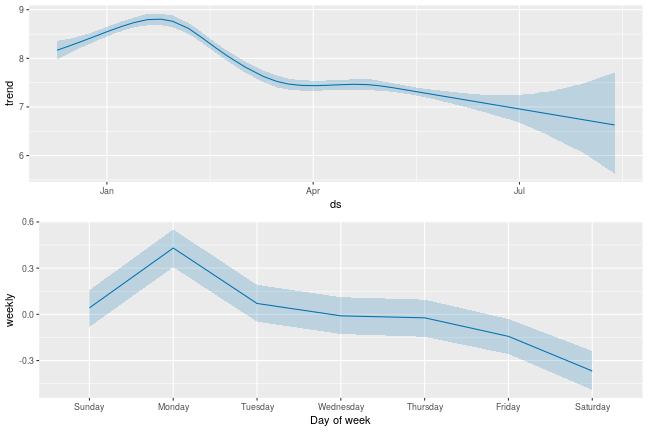 9
8
7
6
trend
Jan
Apr
Jul
ds
0.6
0.3
0.0
-0.3
weekly
Sunday Monday Tuesday Wednesday Thursday Friday Saturday
Day of week